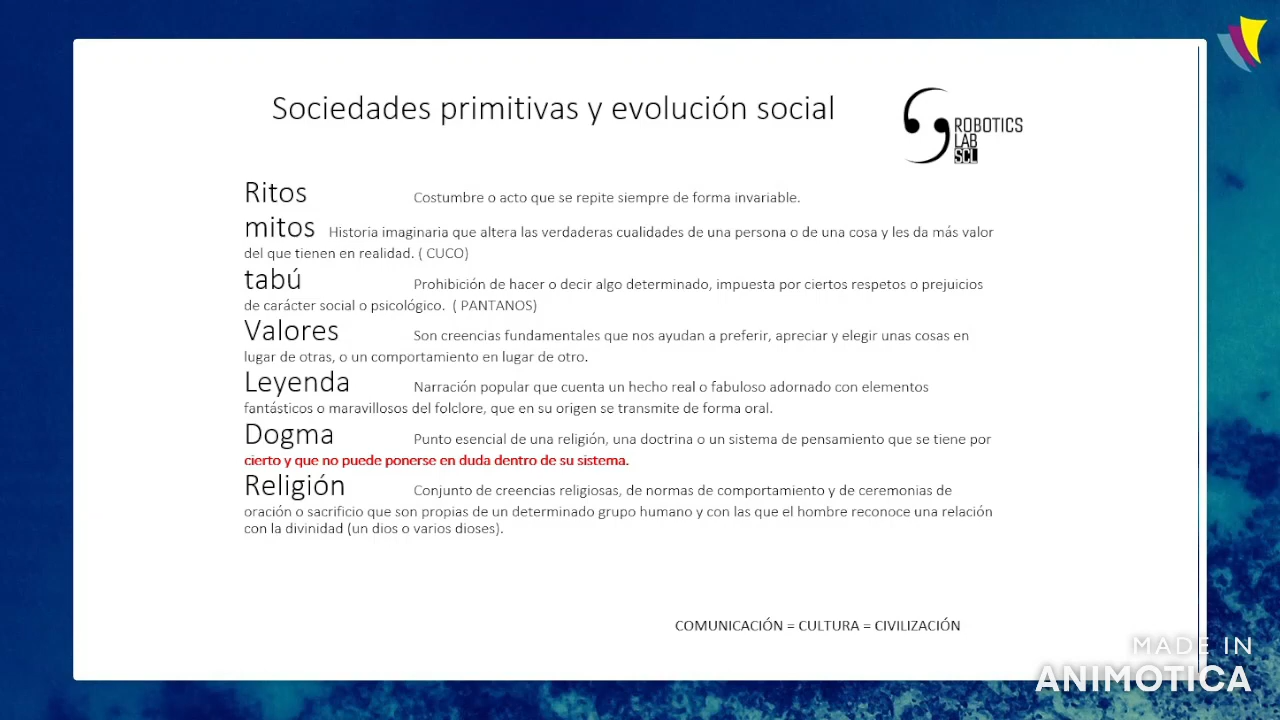 Sociedades primitivas y evolución social
ROBOTICS
LAB
SCL
Ritos Costumbre o acto que se repite siempre de forma invariable.
mitos Historia imaginaria que altera las verdaderas cualidades de una persona o de una cosa y les da más valor
del que tienen en realidad. ( CUCO)
tabú Prohibición de hacer o decir algo determinado, impuesta por ciertos respetos o prejuicios
de carácter social o psicológico. ( PANTANOS)
Valores Son creencias fundamentales que nos ayudan a preferir, apreciar y elegir unas cosas en
lugar de otras, o un comportamiento en lugar de otro.
Leyenda Narración popular que cuenta un hecho real o fabuloso adornado con elementos
fantásticos o maravillosos del folclore, que en su origen se transmite de forma oral.
Dogma Punto esencial de una religión, una doctrina o un sistema de pensamiento que se tiene por
cierto y que no puede ponerse en duda dentro de su sistema.
Religión Conjunto de creencias religiosas, de normas de comportamiento y de ceremonias de
oración o sacrificio que son propias de un determinado grupo humano y con las que el hombre reconoce una relación
con la divinidad (un dios o varios dioses).
COMUNICACIÓN = CULTURA = CIVILIZACIÓN
MADE IN
ANIMOTICA